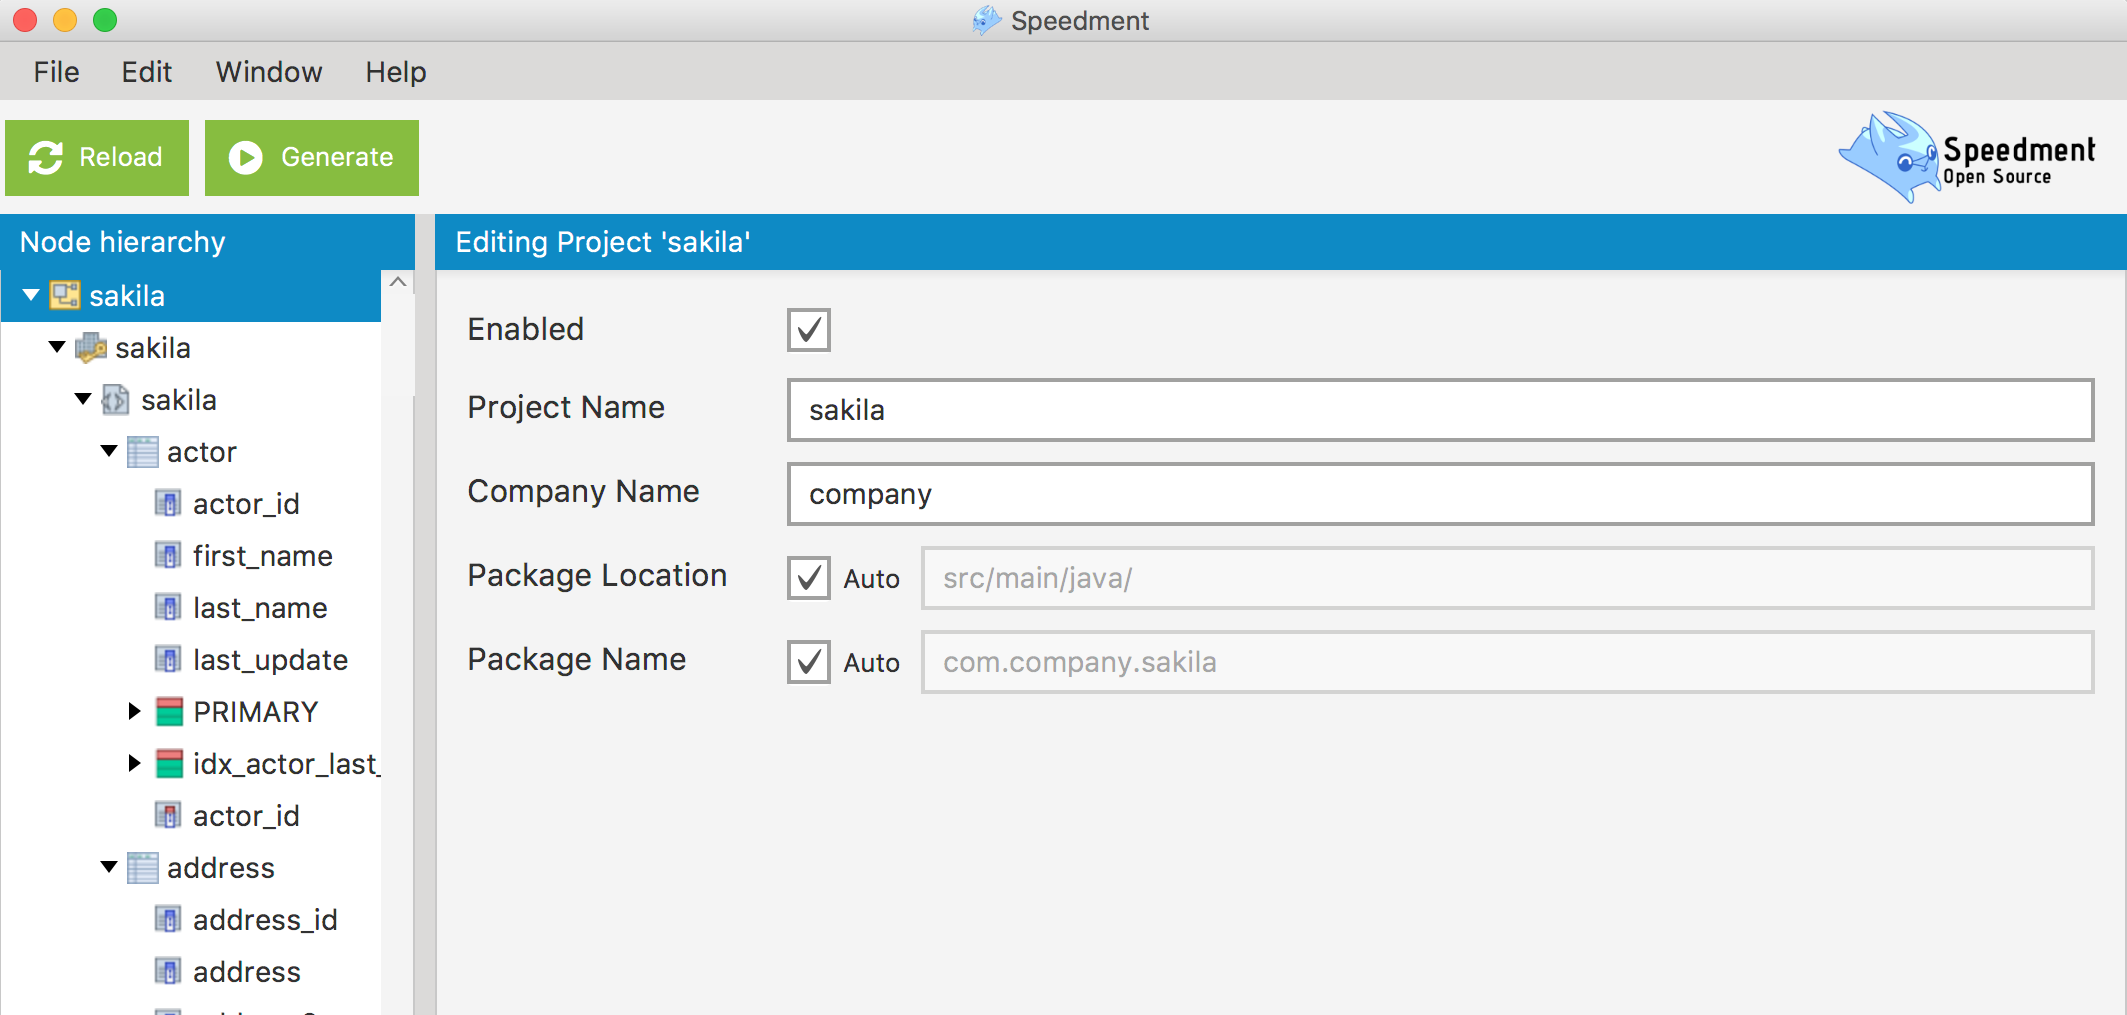 Speedment
File Edit Window Help
Reload Generate
Speedment
Open Source
Node hierarchy
sakila
sakila
sakila
actor
actor_id
first_name
last_name
last_update
PRIMARY
idx_actor_last_
actor_id
address
address_id
address
Editing Project 'sakila'
Enabled
Project Name sakila
Company Name company
Package Location Auto src/main/java/
Package Name Auto com.company.sakila